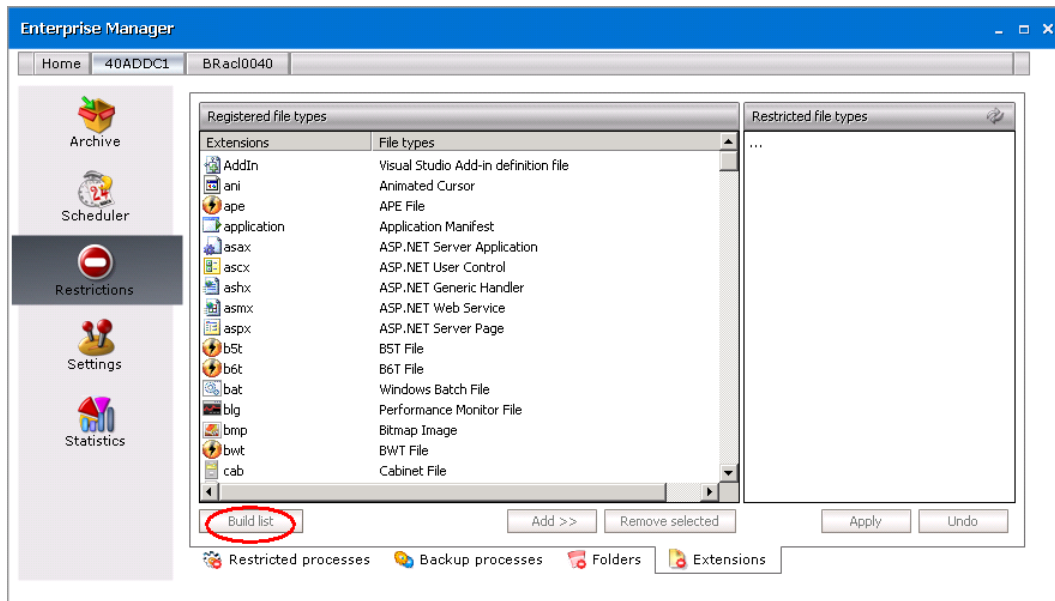 Enterprise Manager
Home 40ADDC1 BRacl0040
Archive
Scheduler
Restrictions
Settings
Statistics
Registered file types
Extensions File types
AddIn Visual Studio Add-in definition file
ani Animated Cursor
ape APE File
application Application Manifest
asax ASP.NET Server Application
ascx ASP.NET User Control
ashx ASP.NET Generic Handler
asmx ASP.NET Web Service
aspx ASP.NET Server Page
b5t B5T File
b6t B6T File
bat Windows Batch File
blg Performance Monitor File
bmp Bitmap Image
bwt BWT File
cab Cabinet File
Restricted file types
...
Build list Add >> Remove selected Apply Undo
Restricted processes Backup processes Folders Extensions